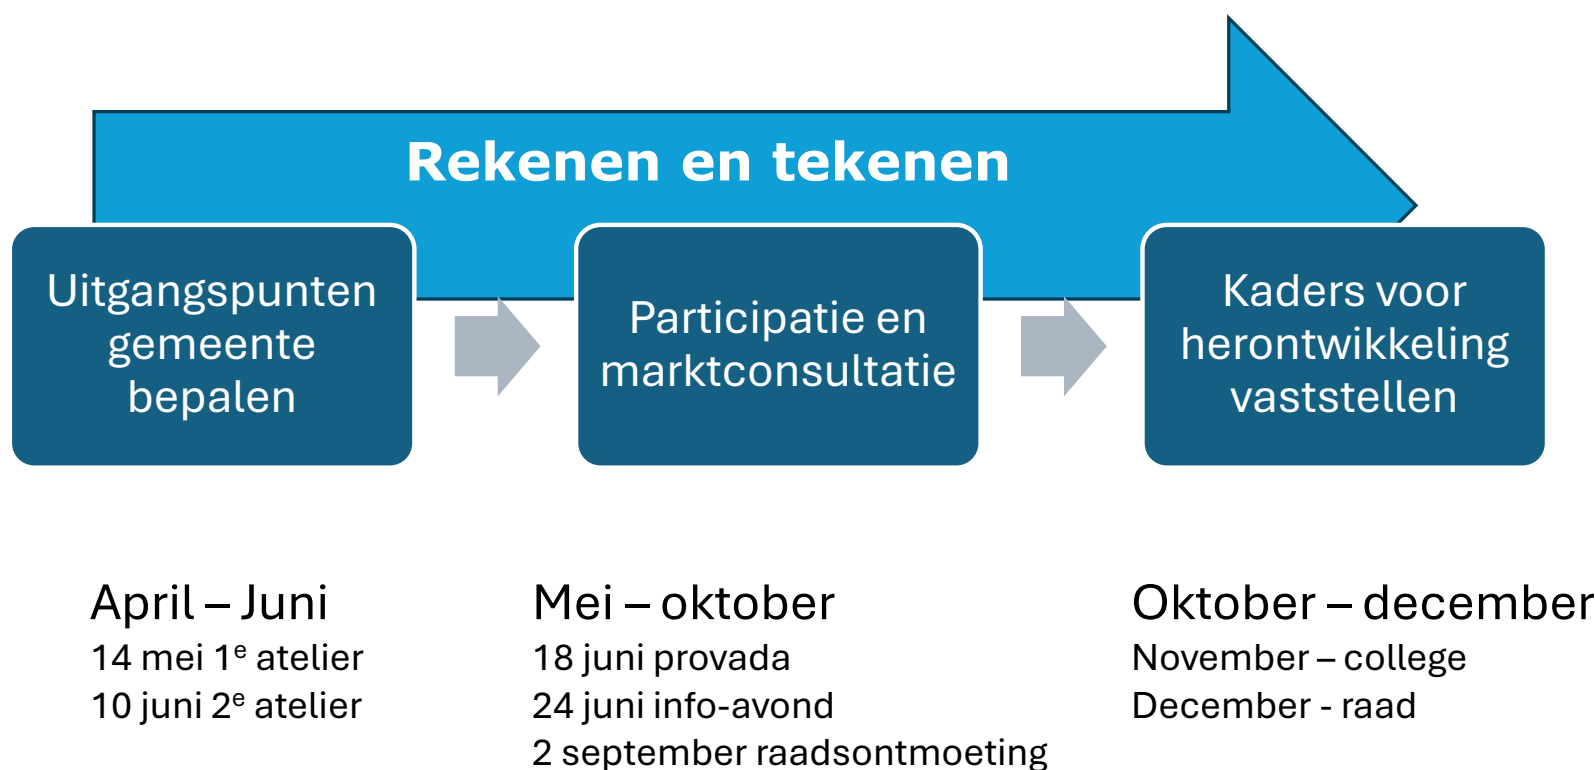 Rekenen en tekenen
Uitgangspunten
gemeente
bepalen
Participatie en
marktconsultatie
Kaders voor
herontwikkeling
vaststellen
April – Juni
14 mei 1ᵉ atelier
10 juni 2ᵉ atelier
Mei – oktober
18 juni provada
24 juni info-avond
2 september raadsontmoeting
Oktober – december
November – college
December - raad